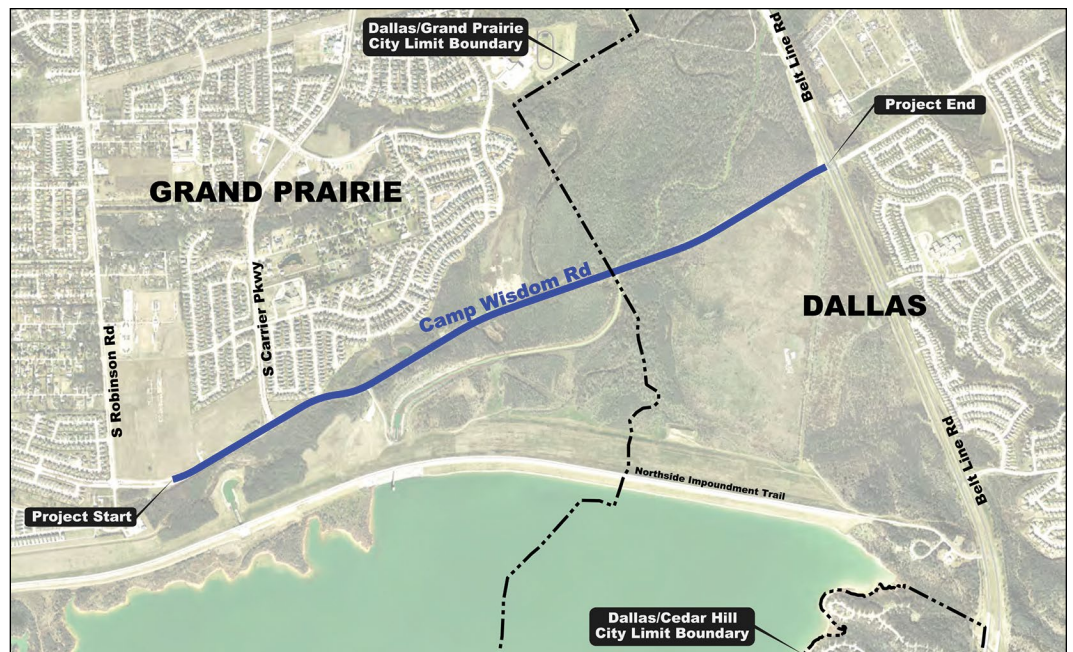 Dallas/Grand Prairie
City Limit Boundary
Belt Line Rd
Project End
GRAND PRAIRIE
Camp Wisdom Rd
S Carrier Pkwy
DALLAS
S Robinson Rd
Belt Line Rd
Northside Impoundment Trail
Project Start
Dallas/Cedar Hill
City Limit Boundary